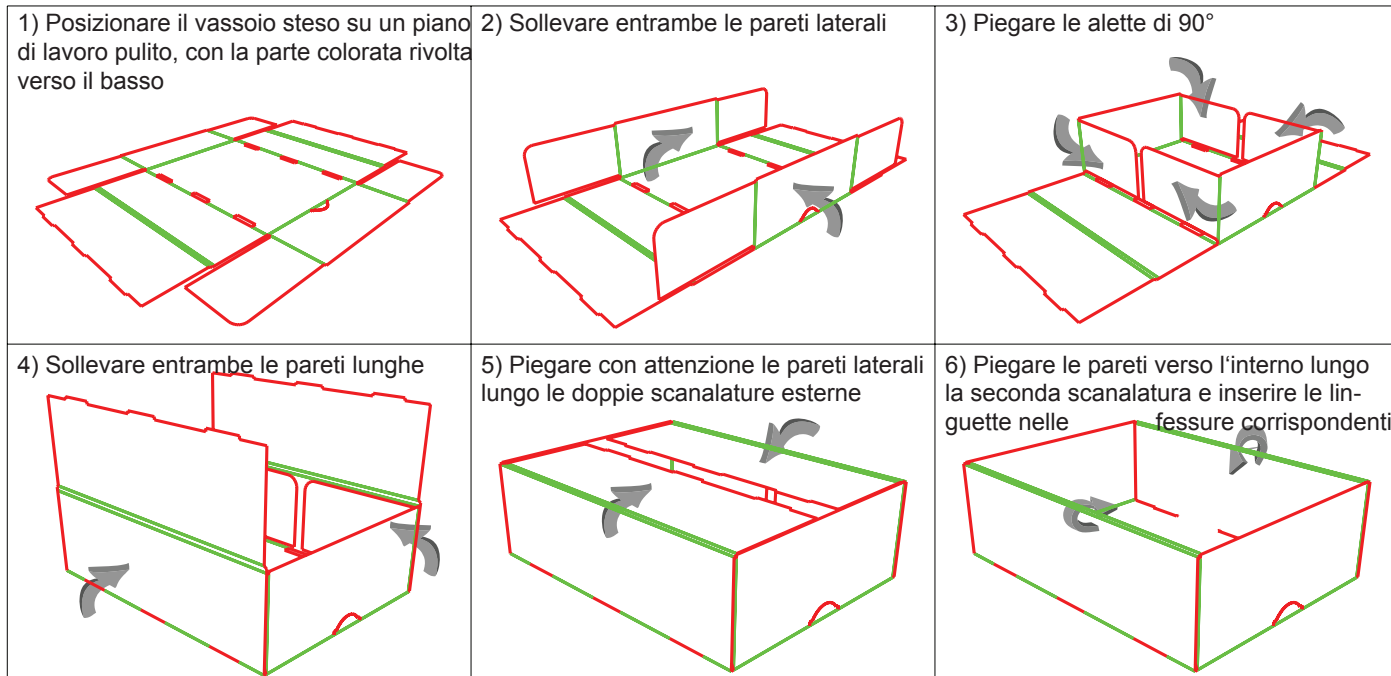 1) Posizionare il vassoio steso su un piano
di lavoro pulito, con la parte colorata rivolta
verso il basso
2) Sollevare entrambe le pareti laterali
3) Piegare le alette di 90°
4) Sollevare entrambe le pareti lunghe
5) Piegare con attenzione le pareti laterali
lungo le doppie scanalature esterne
6) Piegare le pareti verso l‘interno lungo
la seconda scanalatura e inserire le lin-
guette nelle fessure corrispondenti